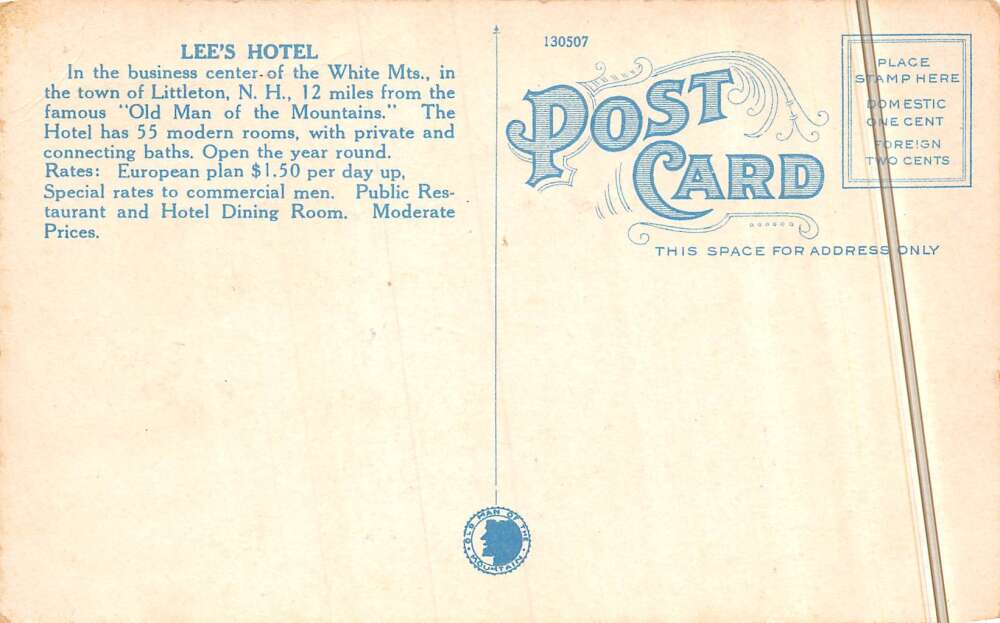 LEE'S HOTEL
In the business center of the White Mts., in
the town of Littleton, N. H., 12 miles from the
famous "Old Man of the Mountains." The
Hotel has 55 modern rooms, with private and
connecting baths. Open the year round.
Rates: European plan $1.50 per day up,
Special rates to commercial men. Public Res-
taurant and Hotel Dining Room. Moderate
Prices.
130507
POST
CARD
PLACE
STAMP HERE
DOMESTIC
ONE CENT
FOREIGN
TWO CENTS
THIS SPACE FOR ADDRESS ONLY
OLD MAN OF THE
MOUNTAIN